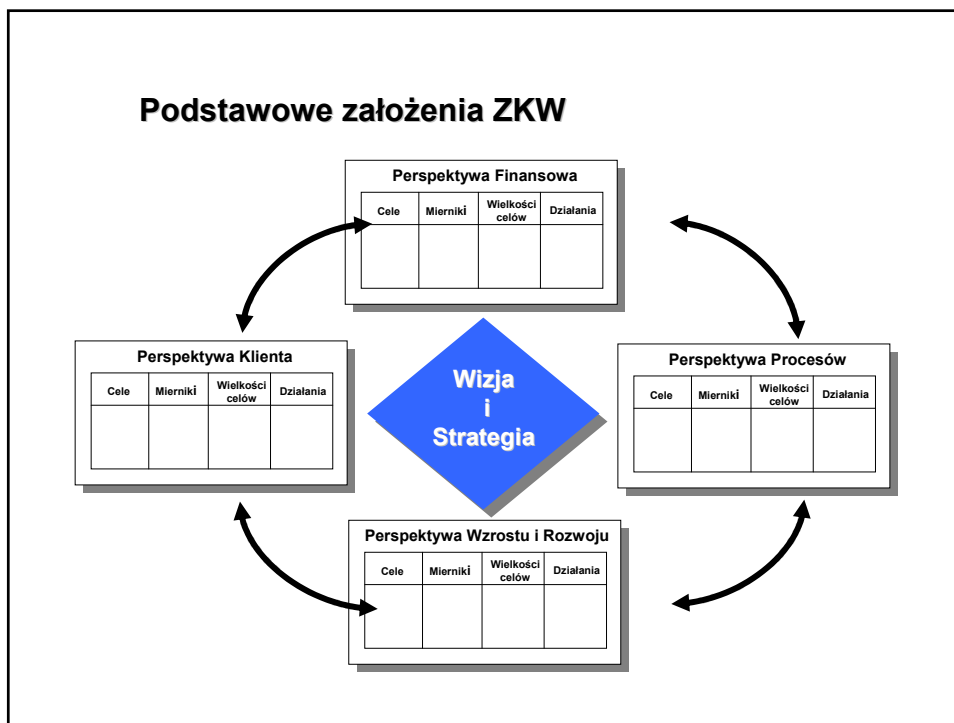 Podstawowe założenia ZKW
Perspektywa Finansowa
Cele Mierniki Wielkości celów Działania
Perspektywa Klienta
Cele Mierniki Wielkości celów Działania
Wizja
i
Strategia
Perspektywa Procesów
Cele Mierniki Wielkości celów Działania
Perspektywa Wzrostu i Rozwoju
Cele Mierniki Wielkości celów Działania